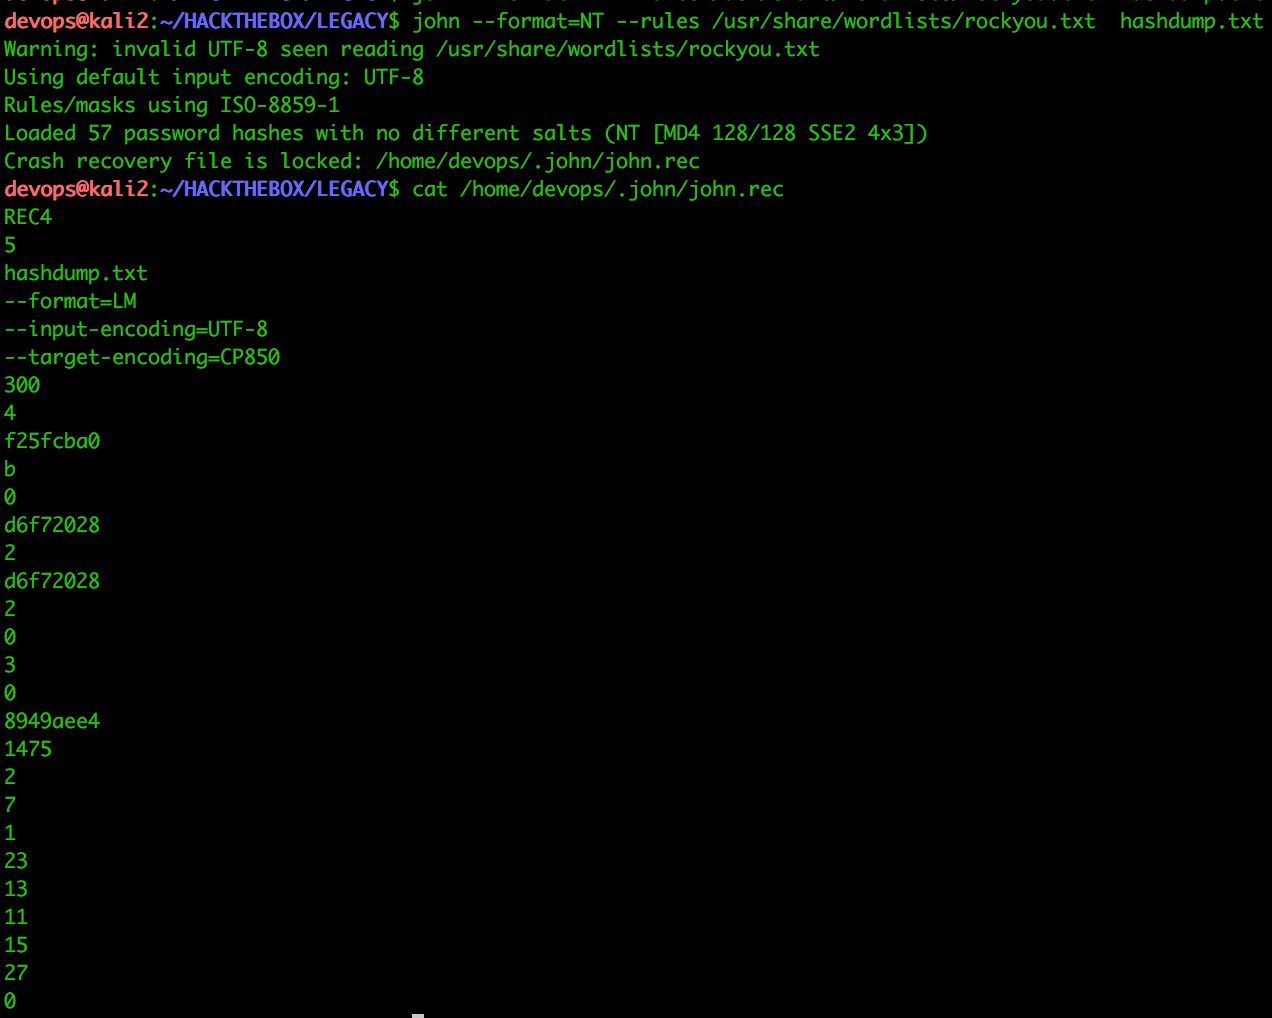 devops@kali2:~/HACKTHEBOX/LEGACY$ john --format=NT --rules /usr/share/wordlists/rockyou.txt  hashdump.txt
Warning: invalid UTF-8 seen reading /usr/share/wordlists/rockyou.txt
Using default input encoding: UTF-8
Rules/masks using ISO-8859-1
Loaded 57 password hashes with no different salts (NT [MD4 128/128 SSE2 4x3])
Crash recovery file is locked: /home/devops/.john/john.rec
devops@kali2:~/HACKTHEBOX/LEGACY$ cat /home/devops/.john/john.rec
REC4
5
hashdump.txt
--format=LM
--input-encoding=UTF-8
--target-encoding=CP850
300
4
f25fcba0
b
0
d6f72028
2
d6f72028
2
0
3
0
8949aee4
1475
2
7
1
23
13
11
15
27
0